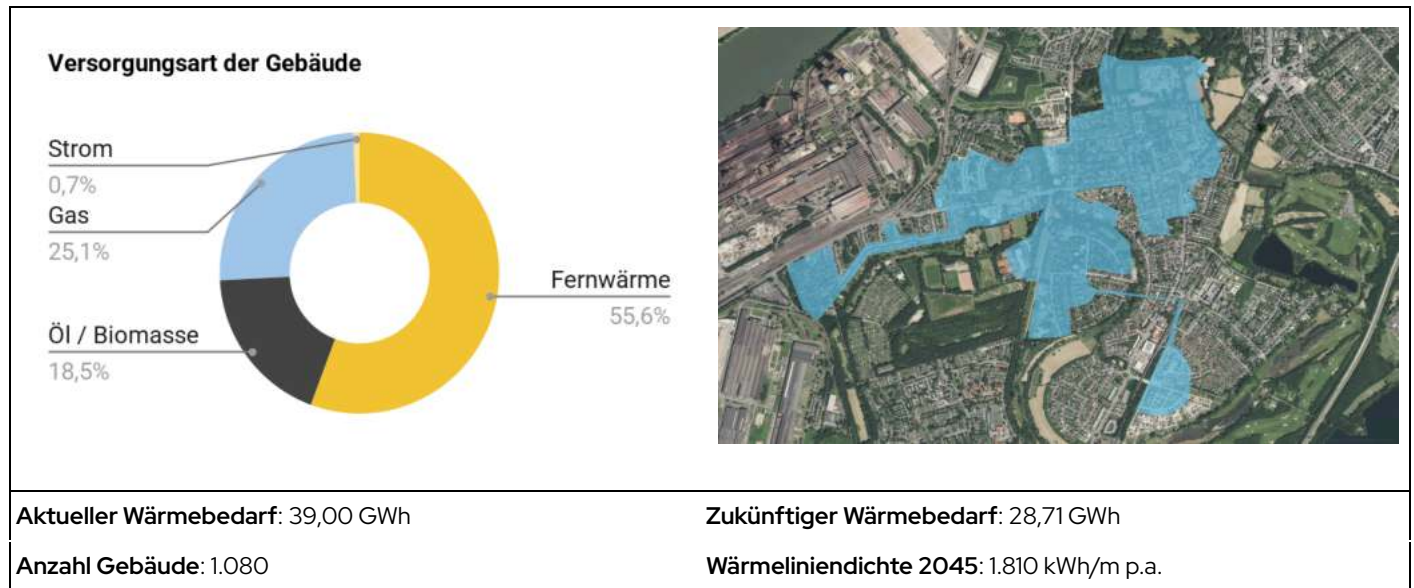 Versorgungsart der Gebäude
Strom
0,7%
Gas
25,1%
Öl / Biomasse
18,5%
Fernwärme
55,6%
Aktueller Wärmebedarf: 39,00 GWh
Zukünftiger Wärmebedarf: 28,71 GWh
Anzahl Gebäude: 1.080
Wärmeliniendichte 2045: 1.810 kWh/m p.a.